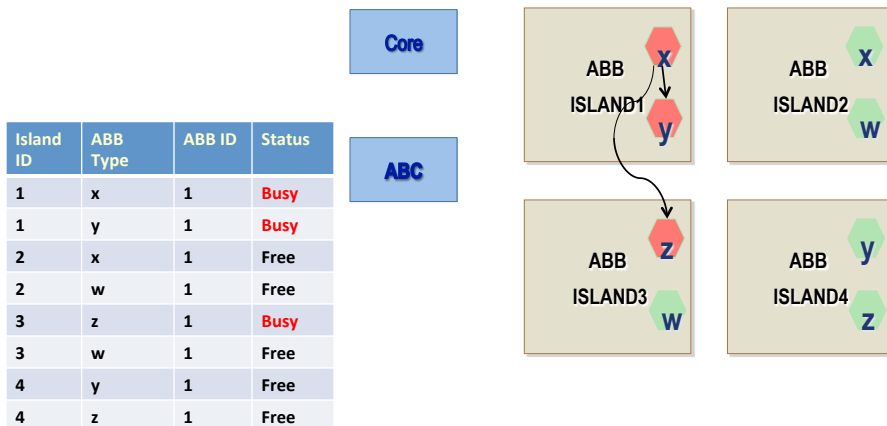 Core
ABC
Island ID ABB Type ABB ID Status
1 x 1 Busy
1 y 1 Busy
2 x 1 Free
2 w 1 Free
3 z 1 Busy
3 w 1 Free
4 y 1 Free
4 z 1 Free
x
ABB
ISLAND1
y
x
ABB
ISLAND2
w
z
ABB
ISLAND3
w
y
ABB
ISLAND4
z